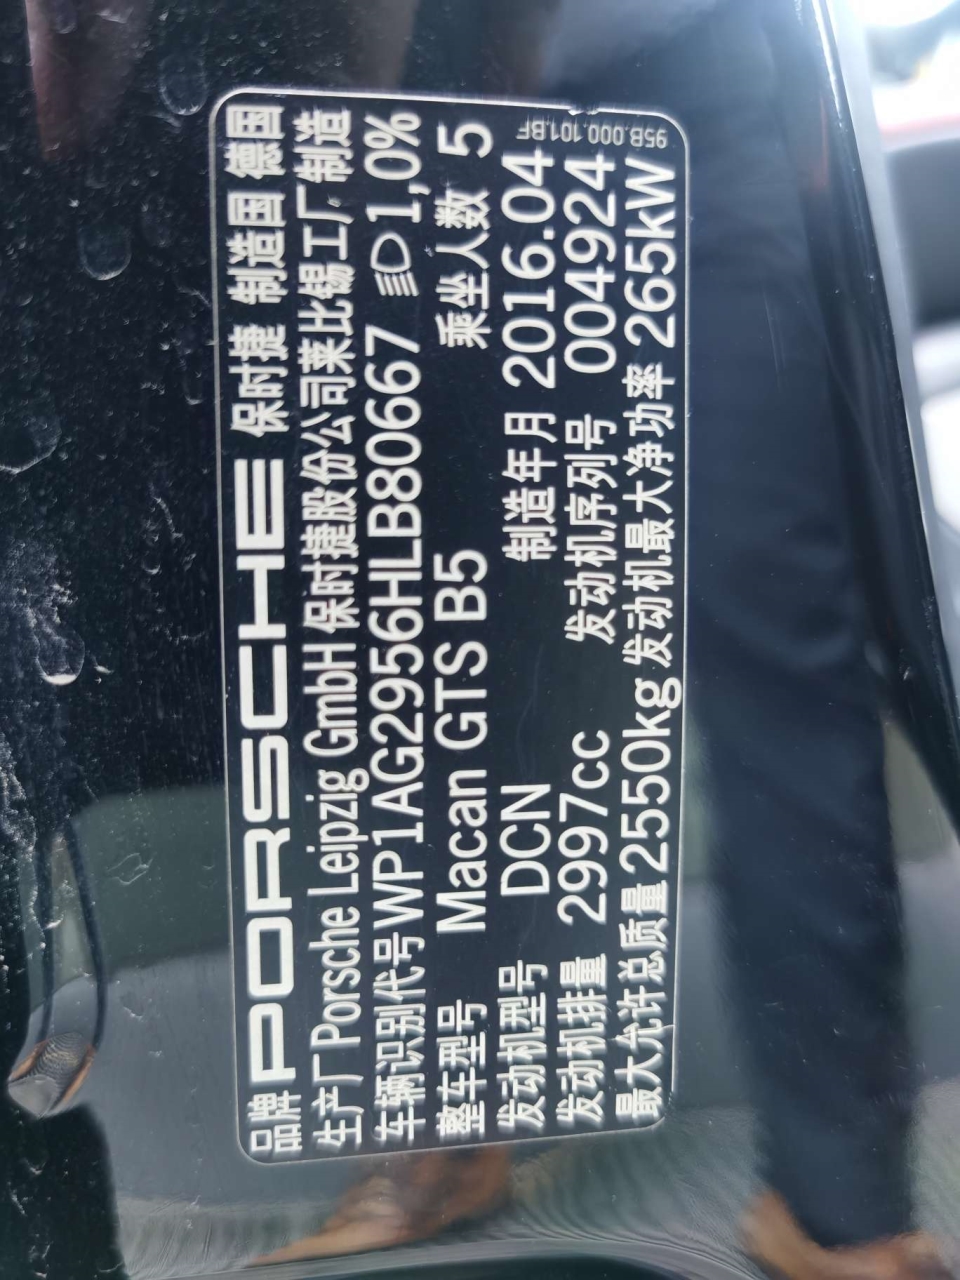 品牌 PORSCHE 保时捷 制造国 德国
生产厂 Porsche Leipzig GmbH 保时捷股份公司莱比锡工厂制造
车辆识别代号 WP1AG2956HLB80667 1,0%
整车型号 Macan GTS B5 乘坐人数 5
发动机型号 DCN 制造年月 2016.04
发动机排量 2997cc 发动机序列号 004924
最大允许总质量 2550kg 发动机最大净功率 265kW
95B.000.101.BF